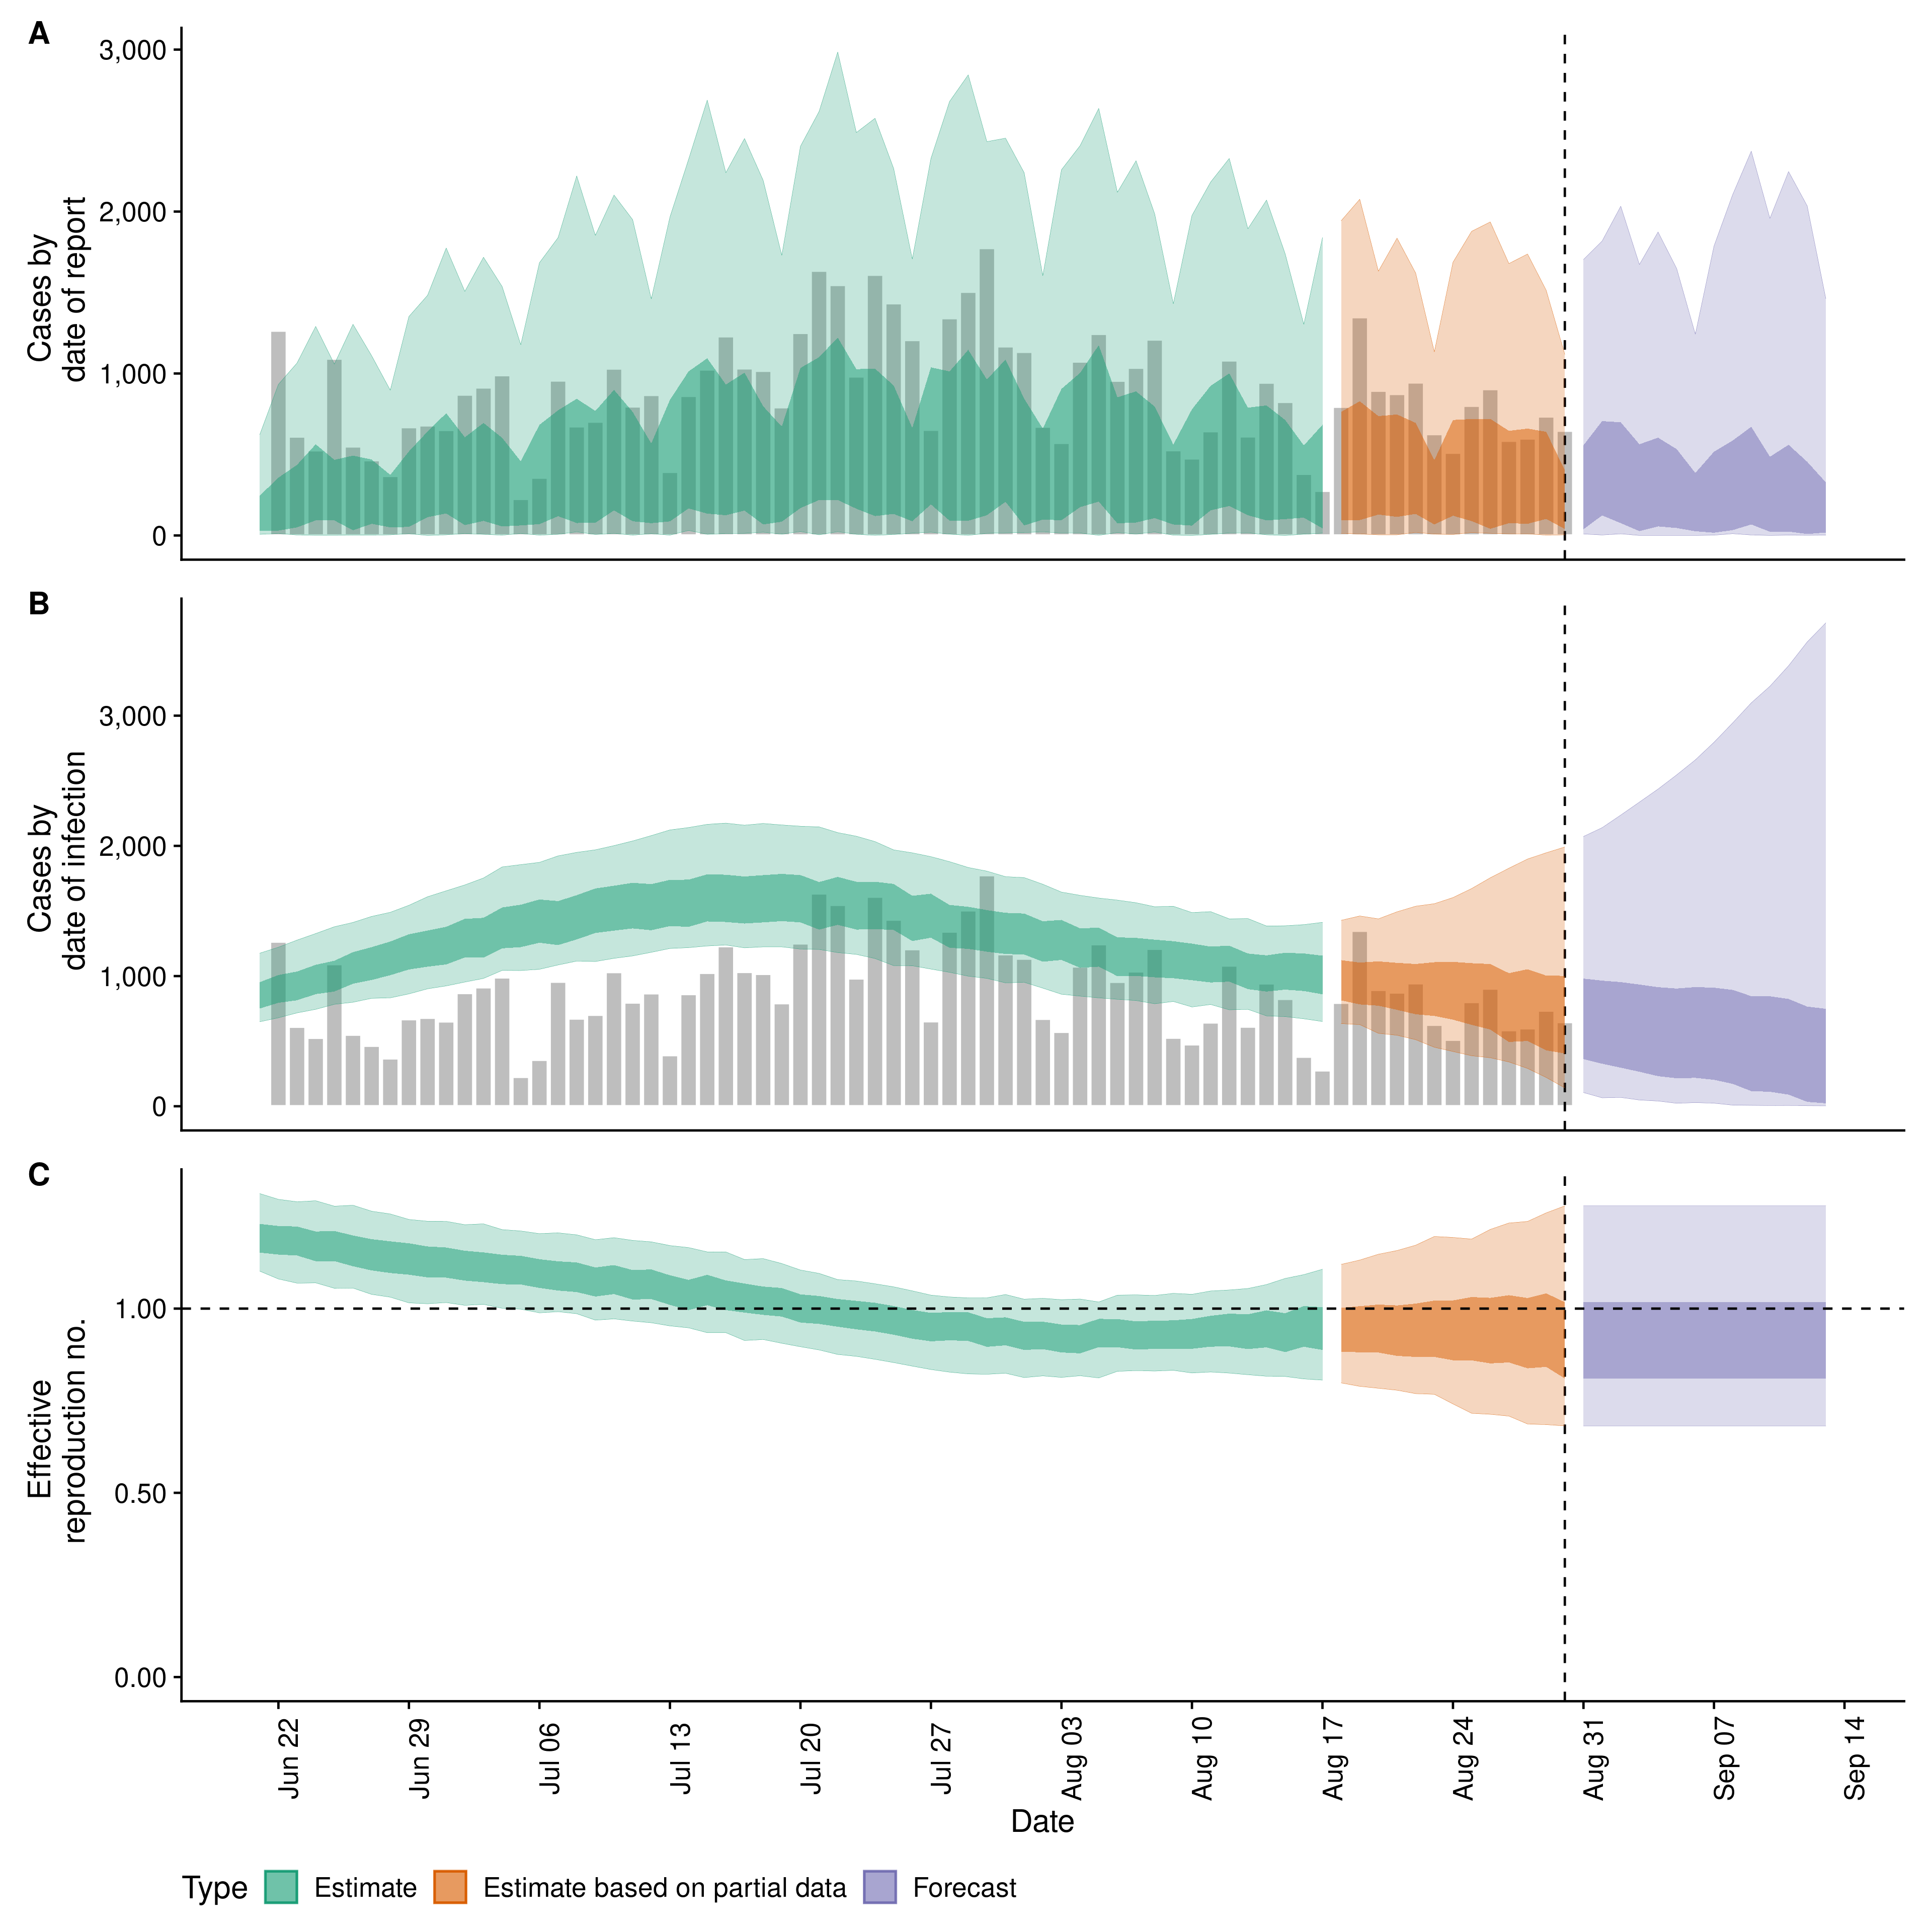 A
3,000
2,000
1,000
0
Cases by
date of report
B
3,000
2,000
1,000
0
Cases by
date of infection
C
1.00
0.50
0.00
Effective
reproduction no.
Jun 22
Jun 29
Jul 06
Jul 13
Jul 20
Jul 27
Aug 03
Aug 10
Aug 17
Aug 24
Aug 31
Sep 07
Sep 14
Date
Type Estimate Estimate based on partial data Forecast